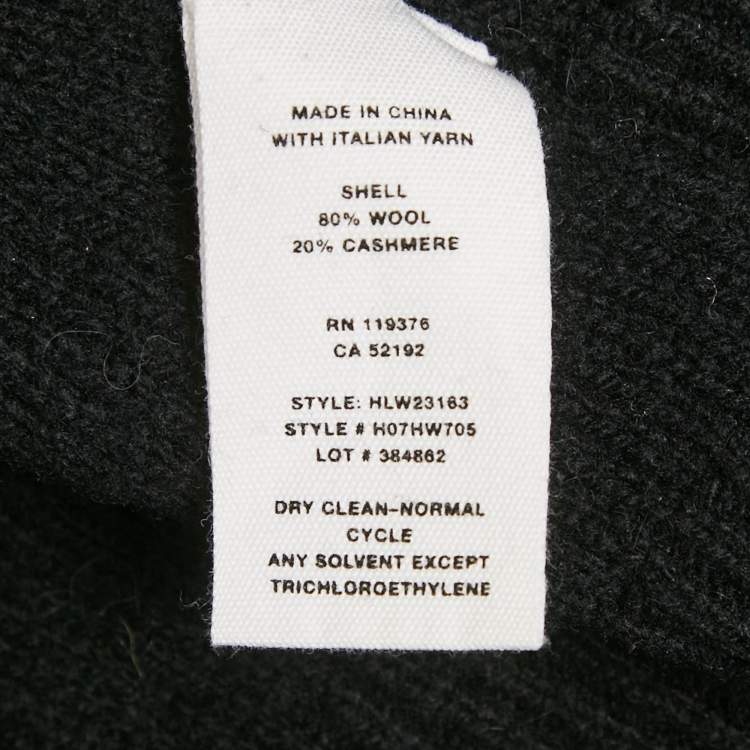 MADE IN CHINA
WITH ITALIAN YARN
SHELL
80% WOOL
20% CASHMERE
RN 119376
CA 52192
STYLE: HLW23163
STYLE # H07HW705
LOT # 384862
DRY CLEAN-NORMAL
CYCLE
ANY SOLVENT EXCEPT
TRICHLOROETHYLENE